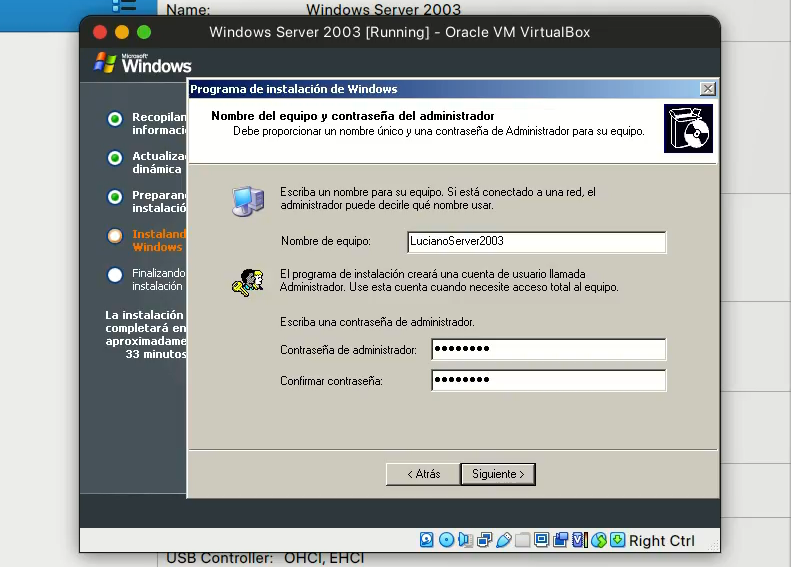 Name: Windows Server 2003
Windows Server 2003 [Running] - Oracle VM VirtualBox
Microsoft
Windows
Programa de instalación de Windows
Nombre del equipo y contraseña del administrador
Debe proporcionar un nombre único y una contraseña de Administrador para su equipo.
Recopilan
informaci
Actualiza
dinámica
Preparan
instalació
Instaland
Windows
Finalizando
instalación
La instalación
completará en
aproximadame
33 minutos
Escriba un nombre para su equipo. Si está conectado a una red, el
administrador puede decirle qué nombre usar.
Nombre de equipo: LucianoServer2003
El programa de instalación creará una cuenta de usuario llamada
Administrador. Use esta cuenta cuando necesite acceso total al equipo.
Escriba una contraseña de administrador.
Contraseña de administrador: ●●●●●●●●
Confirmar contraseña: ●●●●●●●●
< Atrás Siguiente >
Right Ctrl
USB Controller: OHCI, EHCI